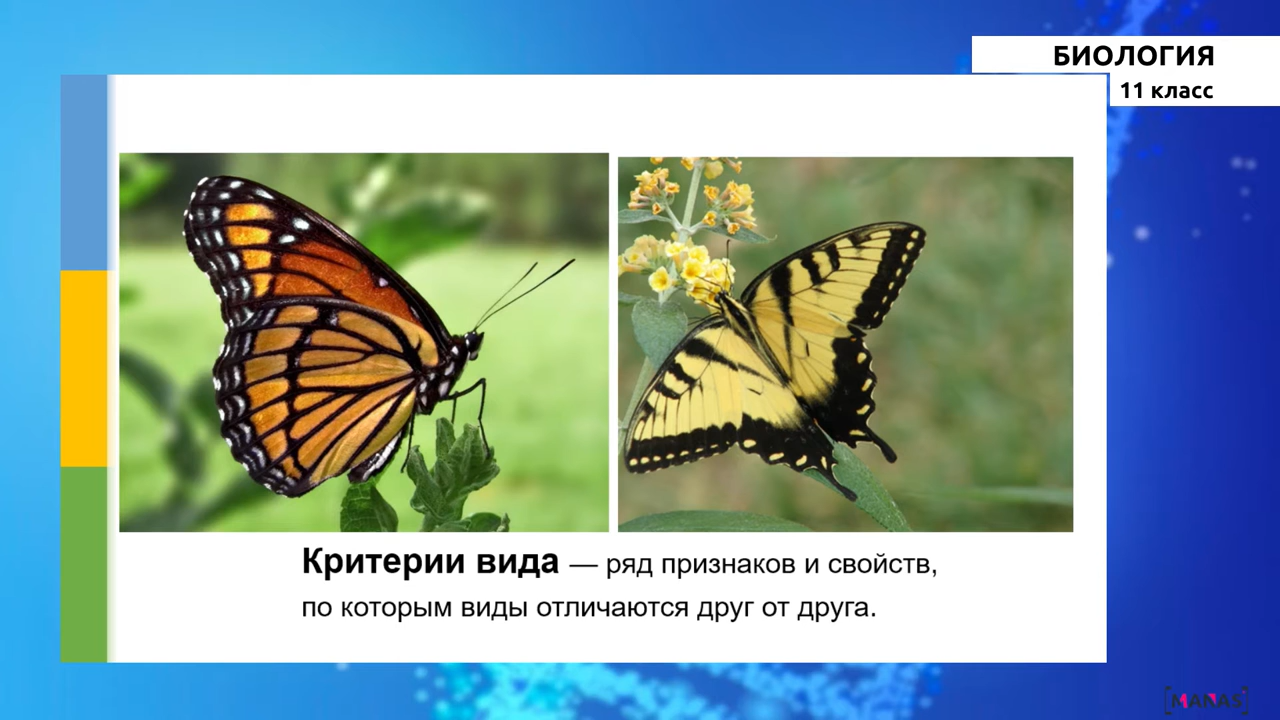 БИОЛОГИЯ
11 класс
Критерии вида — ряд признаков и свойств,
по которым виды отличаются друг от друга.
[MANAS]